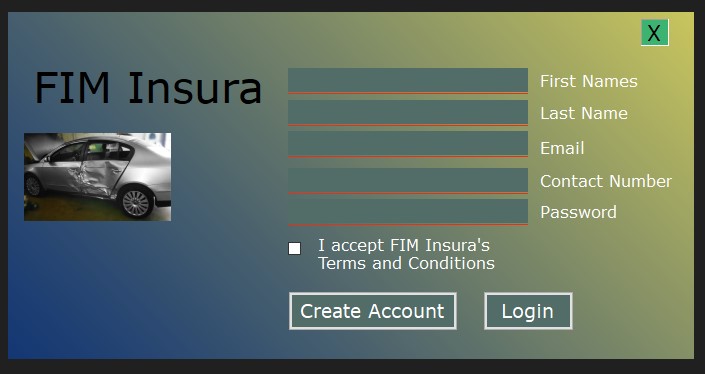 X
FIM Insura
First Names
Last Name
Email
Contact Number
Password
I accept FIM Insura's
Terms and Conditions
Create Account
Login